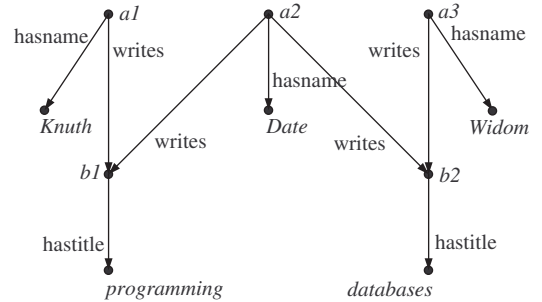 a1 a2 a3
hasname writes hasname writes hasname
Knuth Date Widom
writes writes
b1 b2
hastitle hastitle
programming databases